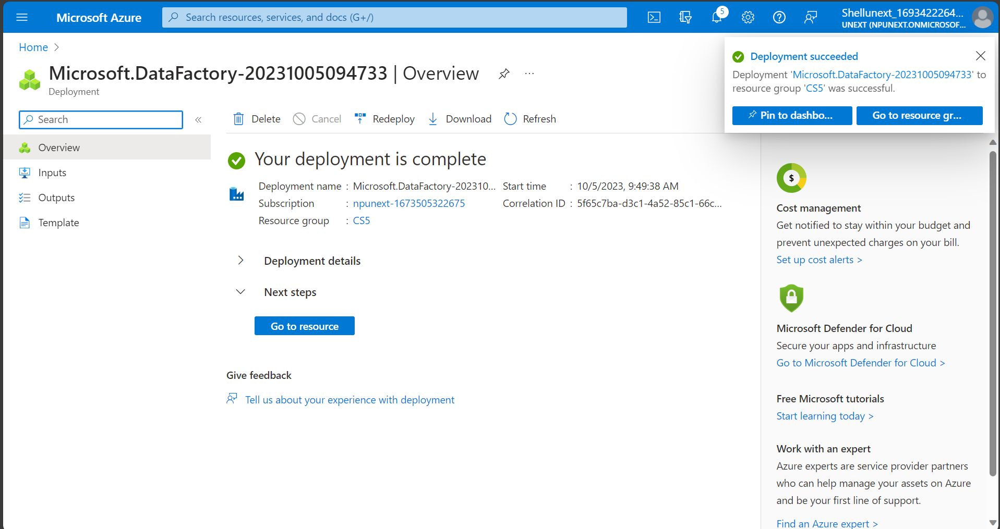 Microsoft Azure
Search resources, services, and docs (G+/)
5
Shellunext_1693422264...
UNEXT (NPUNEXT.ONMICROSOF...
Home
Microsoft.DataFactory-20231005094733 | Overview
Deployment
Deployment succeeded
Deployment 'Microsoft.DataFactory-20231005094733' to
resource group 'CS5' was successful.
Pin to dashbo...
Go to resource gr...
Search
«
Delete
Cancel
Redeploy
Download
Refresh
Overview
Inputs
Outputs
Template
Your deployment is complete
Deployment name : Microsoft.DataFactory-202310...
Subscription : npunext-1673505322675
Resource group : CS5
Start time : 10/5/2023, 9:49:38 AM
Correlation ID : 5f65c7ba-d3c1-4a52-85c1-66c...
Deployment details
Next steps
Go to resource
Give feedback
Tell us about your experience with deployment
$
Cost management
Get notified to stay within your budget and
prevent unexpected charges on your bill.
Set up cost alerts >
Microsoft Defender for Cloud
Secure your apps and infrastructure
Go to Microsoft Defender for Cloud >
Free Microsoft tutorials
Start learning today >
Work with an expert
Azure experts are service provider partners
who can help manage your assets on Azure
and be your first line of support.
Find an Azure expert >